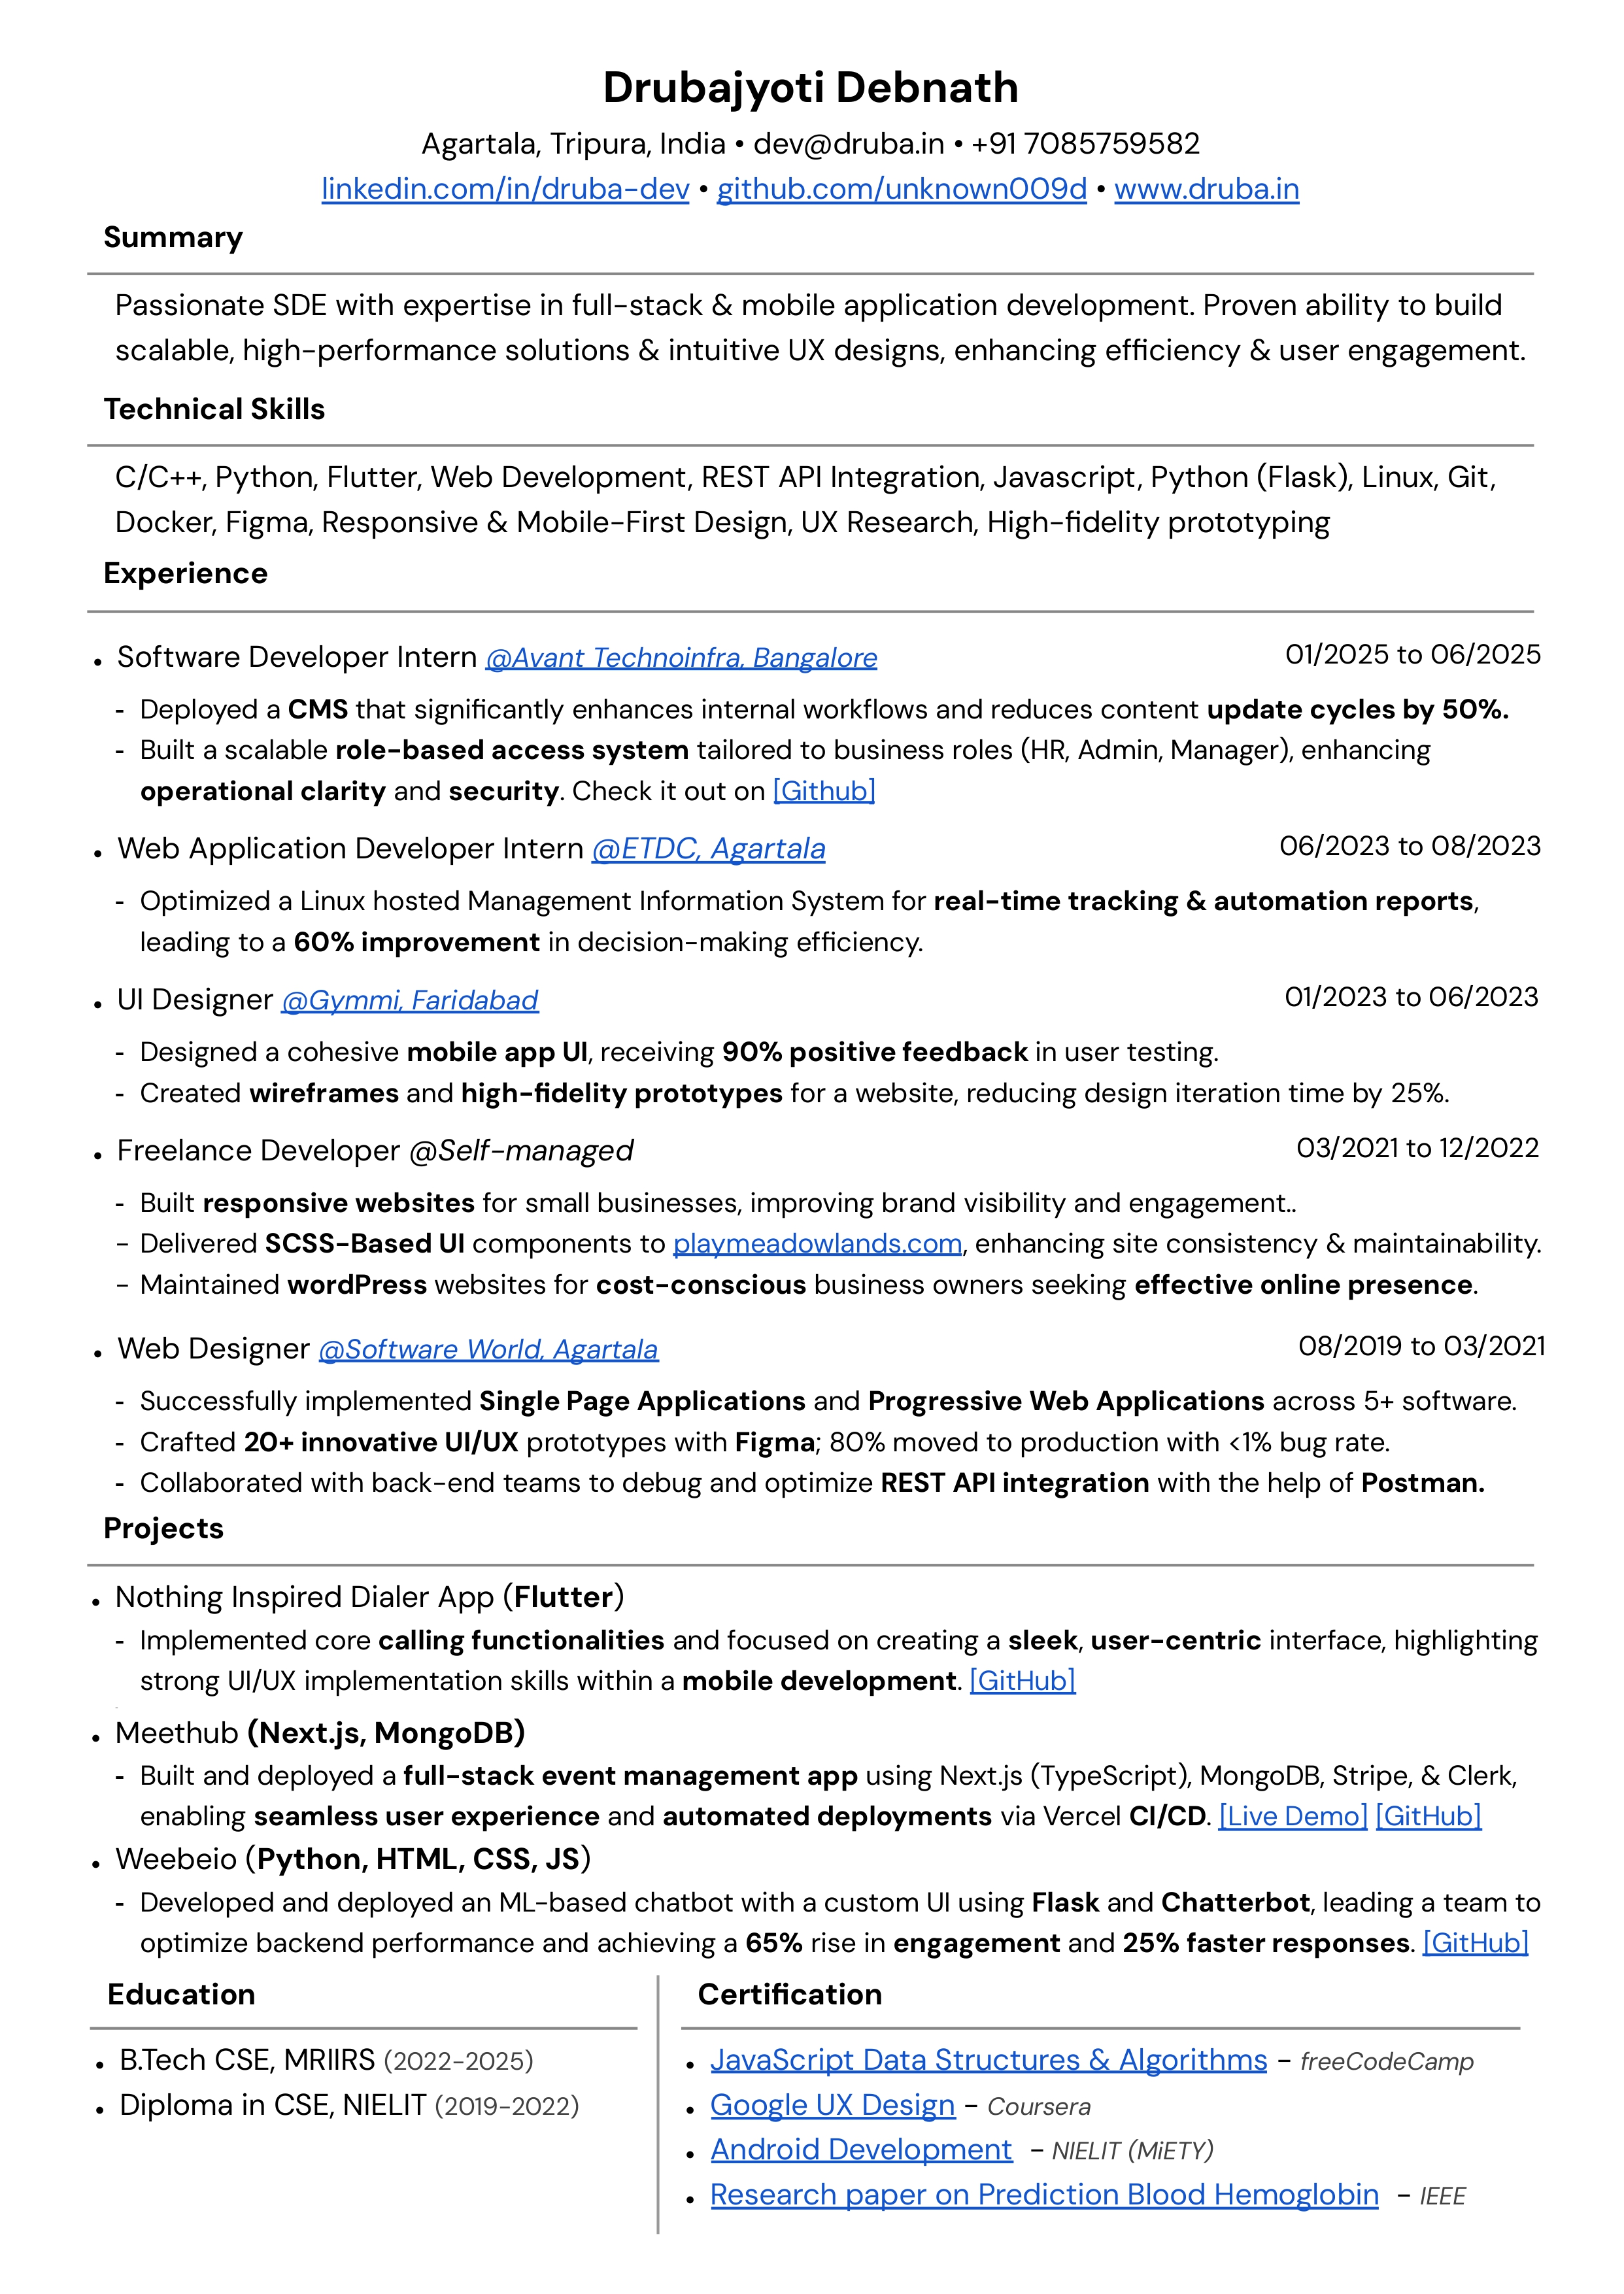 Drubajyoti Debnath
Agartala, Tripura, India • dev@druba.in • +91 7085759582
linkedin.com/in/druba-dev • github.com/unknown009d • www.druba.in
Summary
Passionate SDE with expertise in full-stack & mobile application development. Proven ability to build
scalable, high-performance solutions & intuitive UX designs, enhancing efficiency & user engagement.
Technical Skills
C/C++, Python, Flutter, Web Development, REST API Integration, Javascript, Python (Flask), Linux, Git,
Docker, Figma, Responsive & Mobile-First Design, UX Research, High-fidelity prototyping
Experience
• Software Developer Intern @Avant Technoinfra, Bangalore 01/2025 to 06/2025
- Deployed a CMS that significantly enhances internal workflows and reduces content update cycles by 50%.
- Built a scalable role-based access system tailored to business roles (HR, Admin, Manager), enhancing
operational clarity and security. Check it out on [Github]
• Web Application Developer Intern @ETDC, Agartala 06/2023 to 08/2023
- Optimized a Linux hosted Management Information System for real-time tracking & automation reports,
leading to a 60% improvement in decision-making efficiency.
• UI Designer @Gymmi, Faridabad 01/2023 to 06/2023
- Designed a cohesive mobile app UI, receiving 90% positive feedback in user testing.
- Created wireframes and high-fidelity prototypes for a website, reducing design iteration time by 25%.
• Freelance Developer @Self-managed 03/2021 to 12/2022
- Built responsive websites for small businesses, improving brand visibility and engagement..
- Delivered SCSS-Based UI components to playmeadowlands.com, enhancing site consistency & maintainability.
- Maintained wordPress websites for cost-conscious business owners seeking effective online presence.
• Web Designer @Software World, Agartala 08/2019 to 03/2021
- Successfully implemented Single Page Applications and Progressive Web Applications across 5+ software.
- Crafted 20+ innovative UI/UX prototypes with Figma; 80% moved to production with <1% bug rate.
- Collaborated with back-end teams to debug and optimize REST API integration with the help of Postman.
Projects
• Nothing Inspired Dialer App (Flutter)
- Implemented core calling functionalities and focused on creating a sleek, user-centric interface, highlighting
strong UI/UX implementation skills within a mobile development. [GitHub]
• Meethub (Next.js, MongoDB)
- Built and deployed a full-stack event management app using Next.js (TypeScript), MongoDB, Stripe, & Clerk,
enabling seamless user experience and automated deployments via Vercel CI/CD. [Live Demo] [GitHub]
• Weebeio (Python, HTML, CSS, JS)
- Developed and deployed an ML-based chatbot with a custom UI using Flask and Chatterbot, leading a team to
optimize backend performance and achieving a 65% rise in engagement and 25% faster responses. [GitHub]
Education
• B.Tech CSE, MRIIRS (2022-2025)
• Diploma in CSE, NIELIT (2019-2022)
Certification
• JavaScript Data Structures & Algorithms - freeCodeCamp
• Google UX Design - Coursera
• Android Development - NIELIT (MiETY)
• Research paper on Prediction Blood Hemoglobin - IEEE